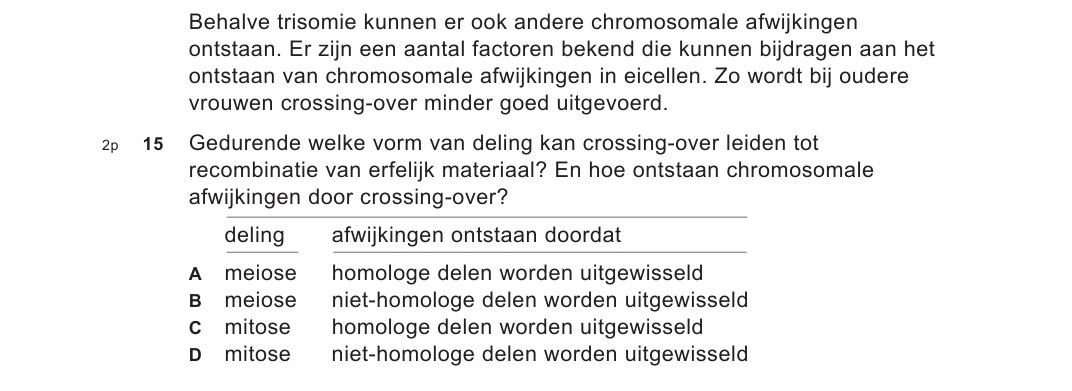 Behalve trisomie kunnen er ook andere chromosomale afwijkingen
ontstaan. Er zijn een aantal factoren bekend die kunnen bijdragen aan het
ontstaan van chromosomale afwijkingen in eicellen. Zo wordt bij oudere
vrouwen crossing-over minder goed uitgevoerd.
2p 15 Gedurende welke vorm van deling kan crossing-over leiden tot
recombinatie van erfelijk materiaal? En hoe ontstaan chromosomale
afwijkingen door crossing-over?
deling afwijkingen ontstaan doordat
A meiose homologe delen worden uitgewisseld
B meiose niet-homologe delen worden uitgewisseld
C mitose homologe delen worden uitgewisseld
D mitose niet-homologe delen worden uitgewisseld